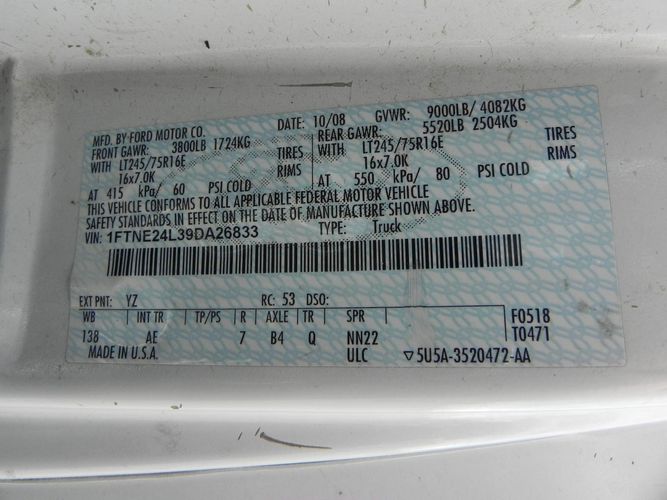 MFD. BY FORD MOTOR CO. DATE: 10/08 GVWR: 9000LB/ 4082KG
FRONT GAWR: 3800LB 1724KG REAR GAWR: 5520LB 2504KG
WITH LT245/75R16E TIRES WITH LT245/75R16E TIRES
16x7.0K RIMS 16x7.0K RIMS
AT 415 kPa/ 60 PSI COLD AT 550 kPa/ 80 PSI COLD
THIS VEHICLE CONFORMS TO ALL APPLICABLE FEDERAL MOTOR VEHICLE
SAFETY STANDARDS IN EFFECT ON THE DATE OF MANUFACTURE SHOWN ABOVE.
VIN: 1FTNE24L39DA26833 TYPE: Truck
EXT PNT: YZ RC: 53 DSO:
WB INT TR TP/PS R AXLE TR SPR F0518
138 AE 7 B4 Q NN22 T0471
MADE IN U.S.A. ULC ▽5U5A-3520472-AA